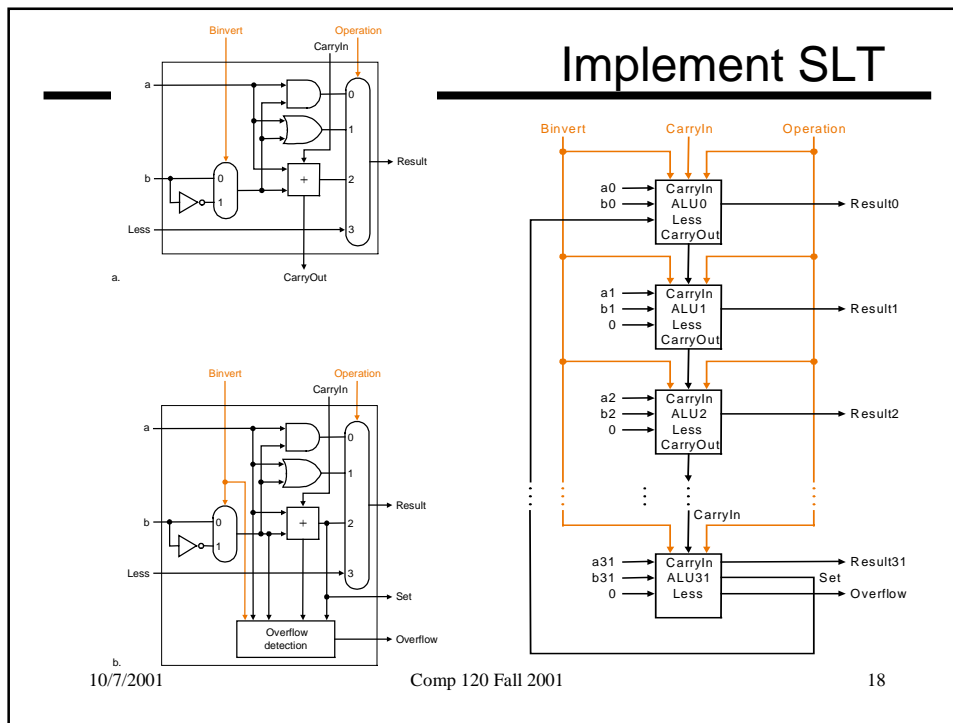 Implement SLT
Binvert
Operation
CarryIn
a
0
1
Result
b
0
2
+
1
Less
3
a.
CarryOut
Binvert
Operation
CarryIn
a
0
1
Result
b
0
2
+
1
Less
3
Set
Overflow
detection
Overflow
b.
Binvert CarryIn Operation
a0 CarryIn
b0 ALU0 Result0
Less
CarryOut
a1 CarryIn
b1 ALU1 Result1
0 Less
CarryOut
a2 CarryIn
b2 ALU2 Result2
0 Less
CarryOut
CarryIn
a31 CarryIn Result31
b31 ALU31 Set
0 Less Overflow
10/7/2001 Comp 120 Fall 2001 18